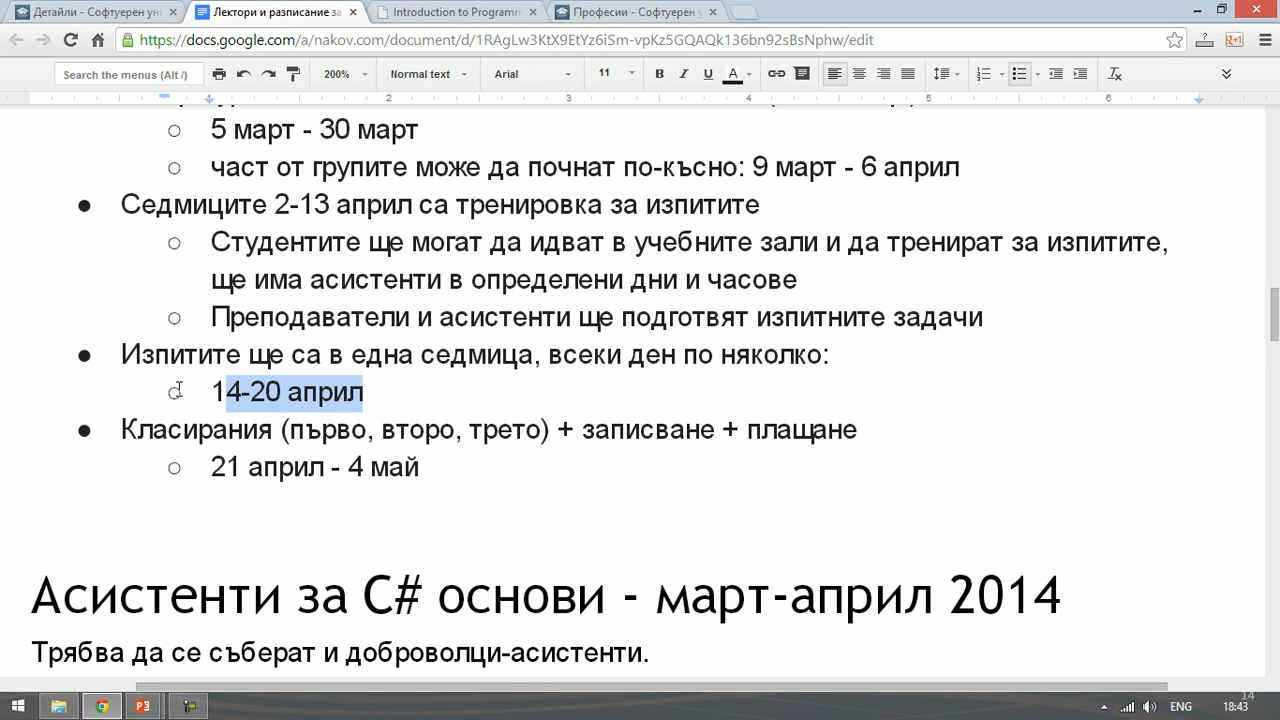 Детайли - Софтуерен ун
Лектори и разписание за
Introduction to Programm
Професии - Софтуерен у
https://docs.google.com/a/nakov.com/document/d/1RAgLw3KtX9EtYz6iSm-vpKz5GQAQk136bn92sBsNphw/edit
Search the menus (Alt /)
200%
Normal text
Arial
11
B I U A
2 3 4 5 6
5 март - 30 март
част от групите може да почнат по-късно: 9 март - 6 април
Седмиците 2-13 април са тренировка за изпитите
Студентите ще могат да идват в учебните зали и да тренират за изпитите,
ще има асистенти в определени дни и часове
Преподаватели и асистенти ще подготвят изпитните задачи
Изпитите ще са в една седмица, всеки ден по няколко:
14-20 април
Класирания (първо, второ, трето) + записване + плащане
21 април - 4 май
Асистенти за C# основи - март-април 2014
Трябва да се съберат и доброволци-асистенти.
ENG
14
18:43